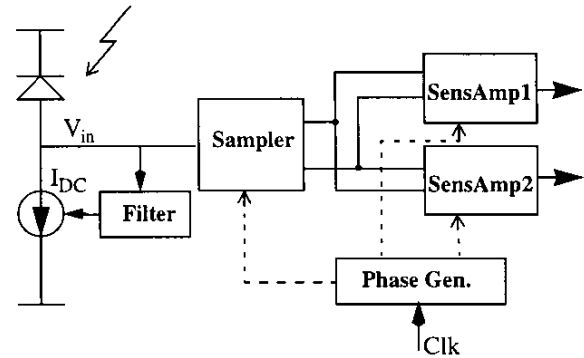 SensAmp1
V_in
Sampler
I_DC
Filter
SensAmp2
Phase Gen.
Clk